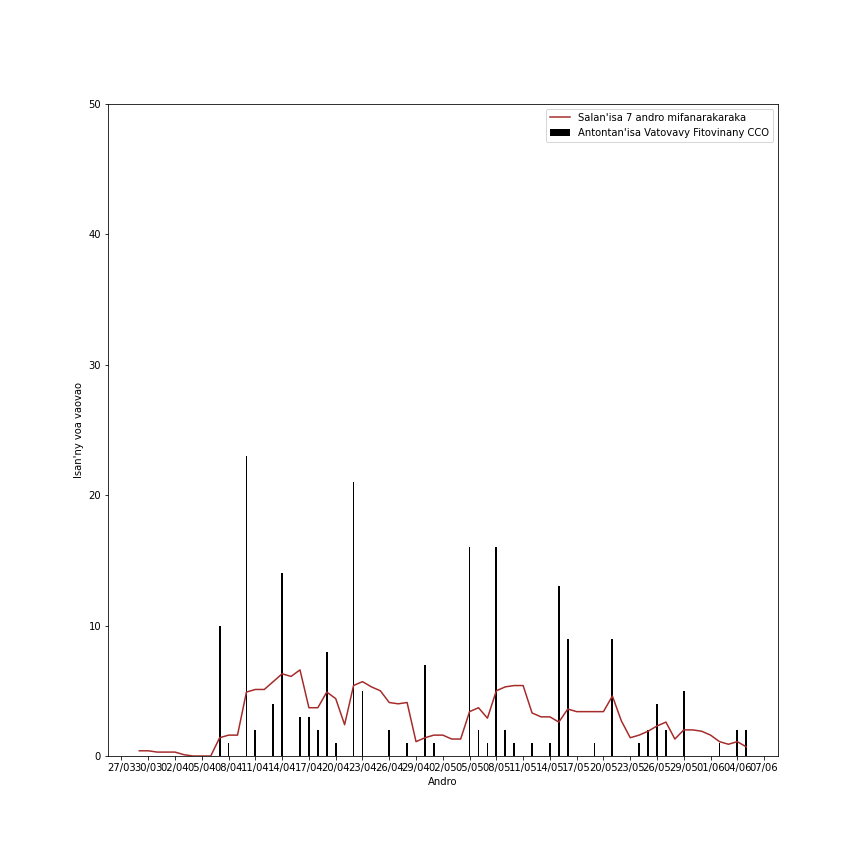 50
Salan'isa 7 andro mifanarakaraka
Antontan'isa Vatovavy Fitovinany CCO
40
30
Isan'ny voa vaovao
20
10
0
27/03 30/03 02/04 05/04 08/04 11/04 14/04 17/04 20/04 23/04 26/04 29/04 02/05 05/05 08/05 11/05 14/05 17/05 20/05 23/05 26/05 29/05 01/06 04/06 07/06
Andro